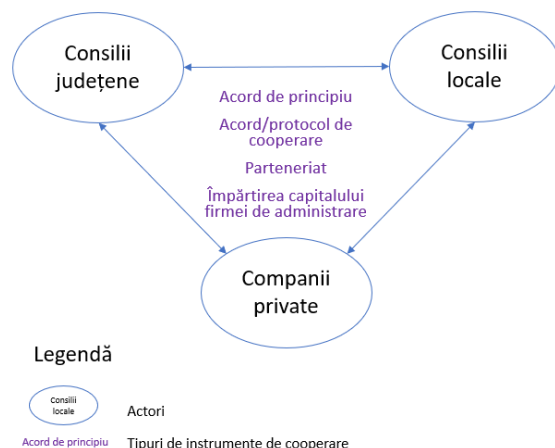 Consilii
județene
Consilii
locale
Acord de principiu
Acord/protocol de
cooperare
Parteneriat
Împărtirea capitalului
firmei de administrare
Companii
private
Legendă
Consilii
locale
Actori
Acord de principiu
Tipuri de instrumente de cooperare